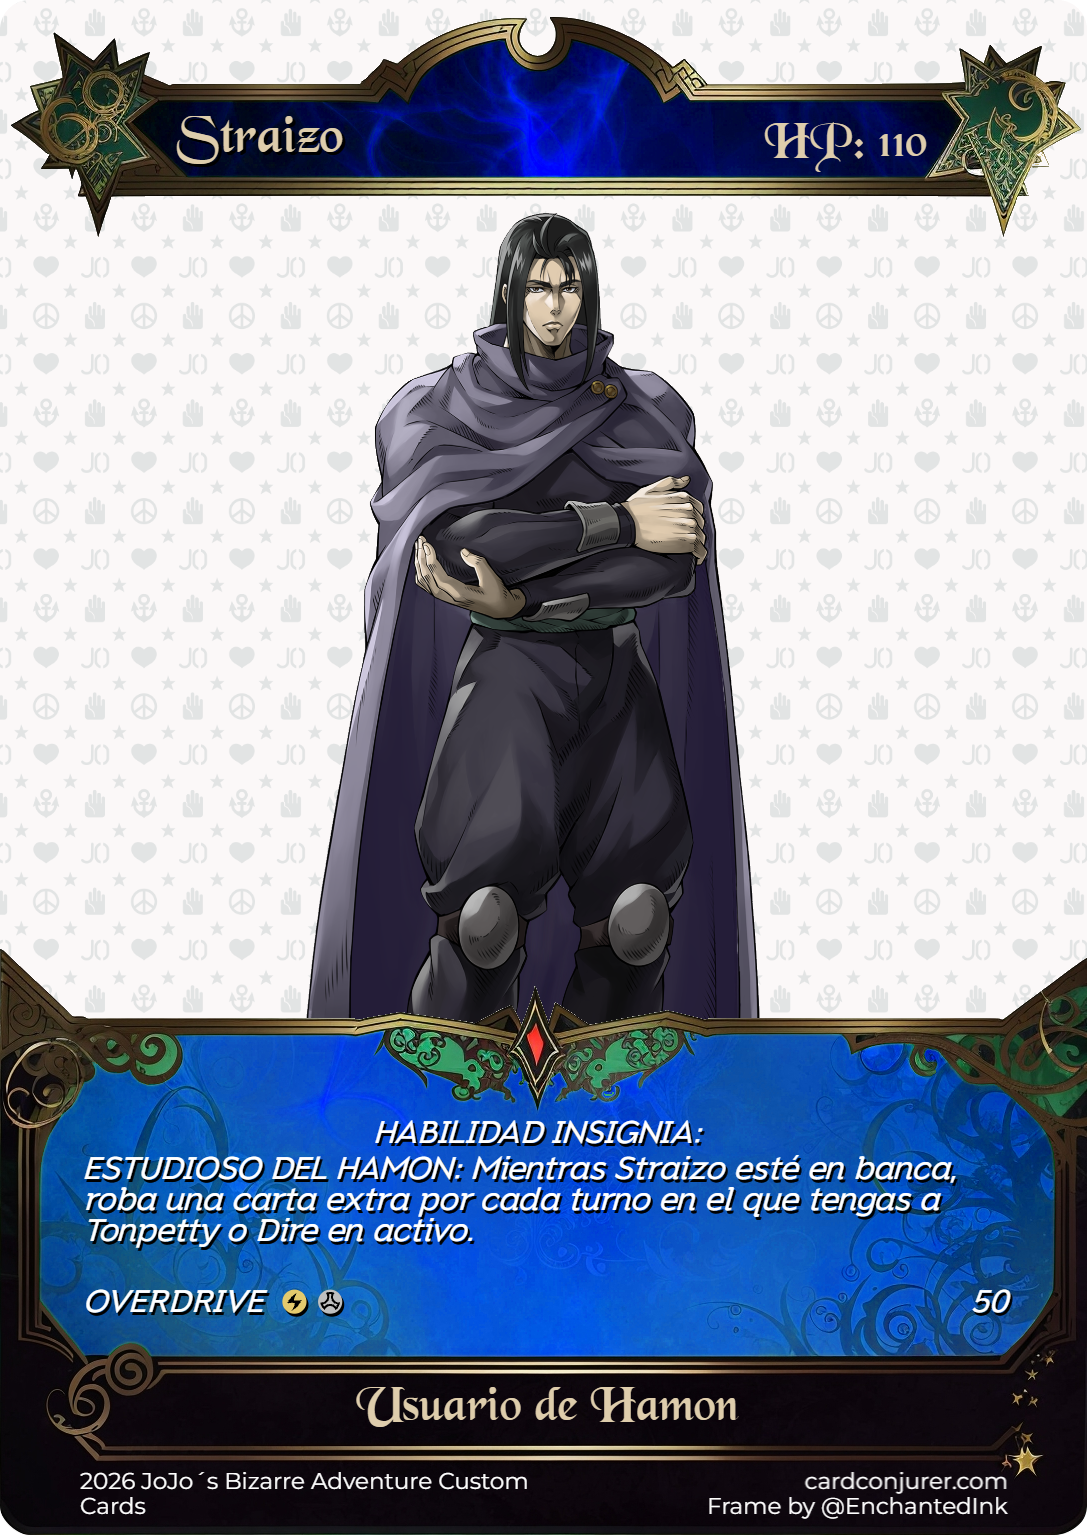 Straizo
HP: 110
HABILIDAD INSIGNIA:
ESTUDIOSO DEL HAMON: Mientras Straizo esté en banca,
roba una carta extra por cada turno en el que tengas a
Tonpetty o Dire en activo.
OVERDRIVE 50
Usuario de Hamon
2026 JoJo´s Bizarre Adventure Custom
Cards
cardconjurer.com
Frame by @EnchantedInk